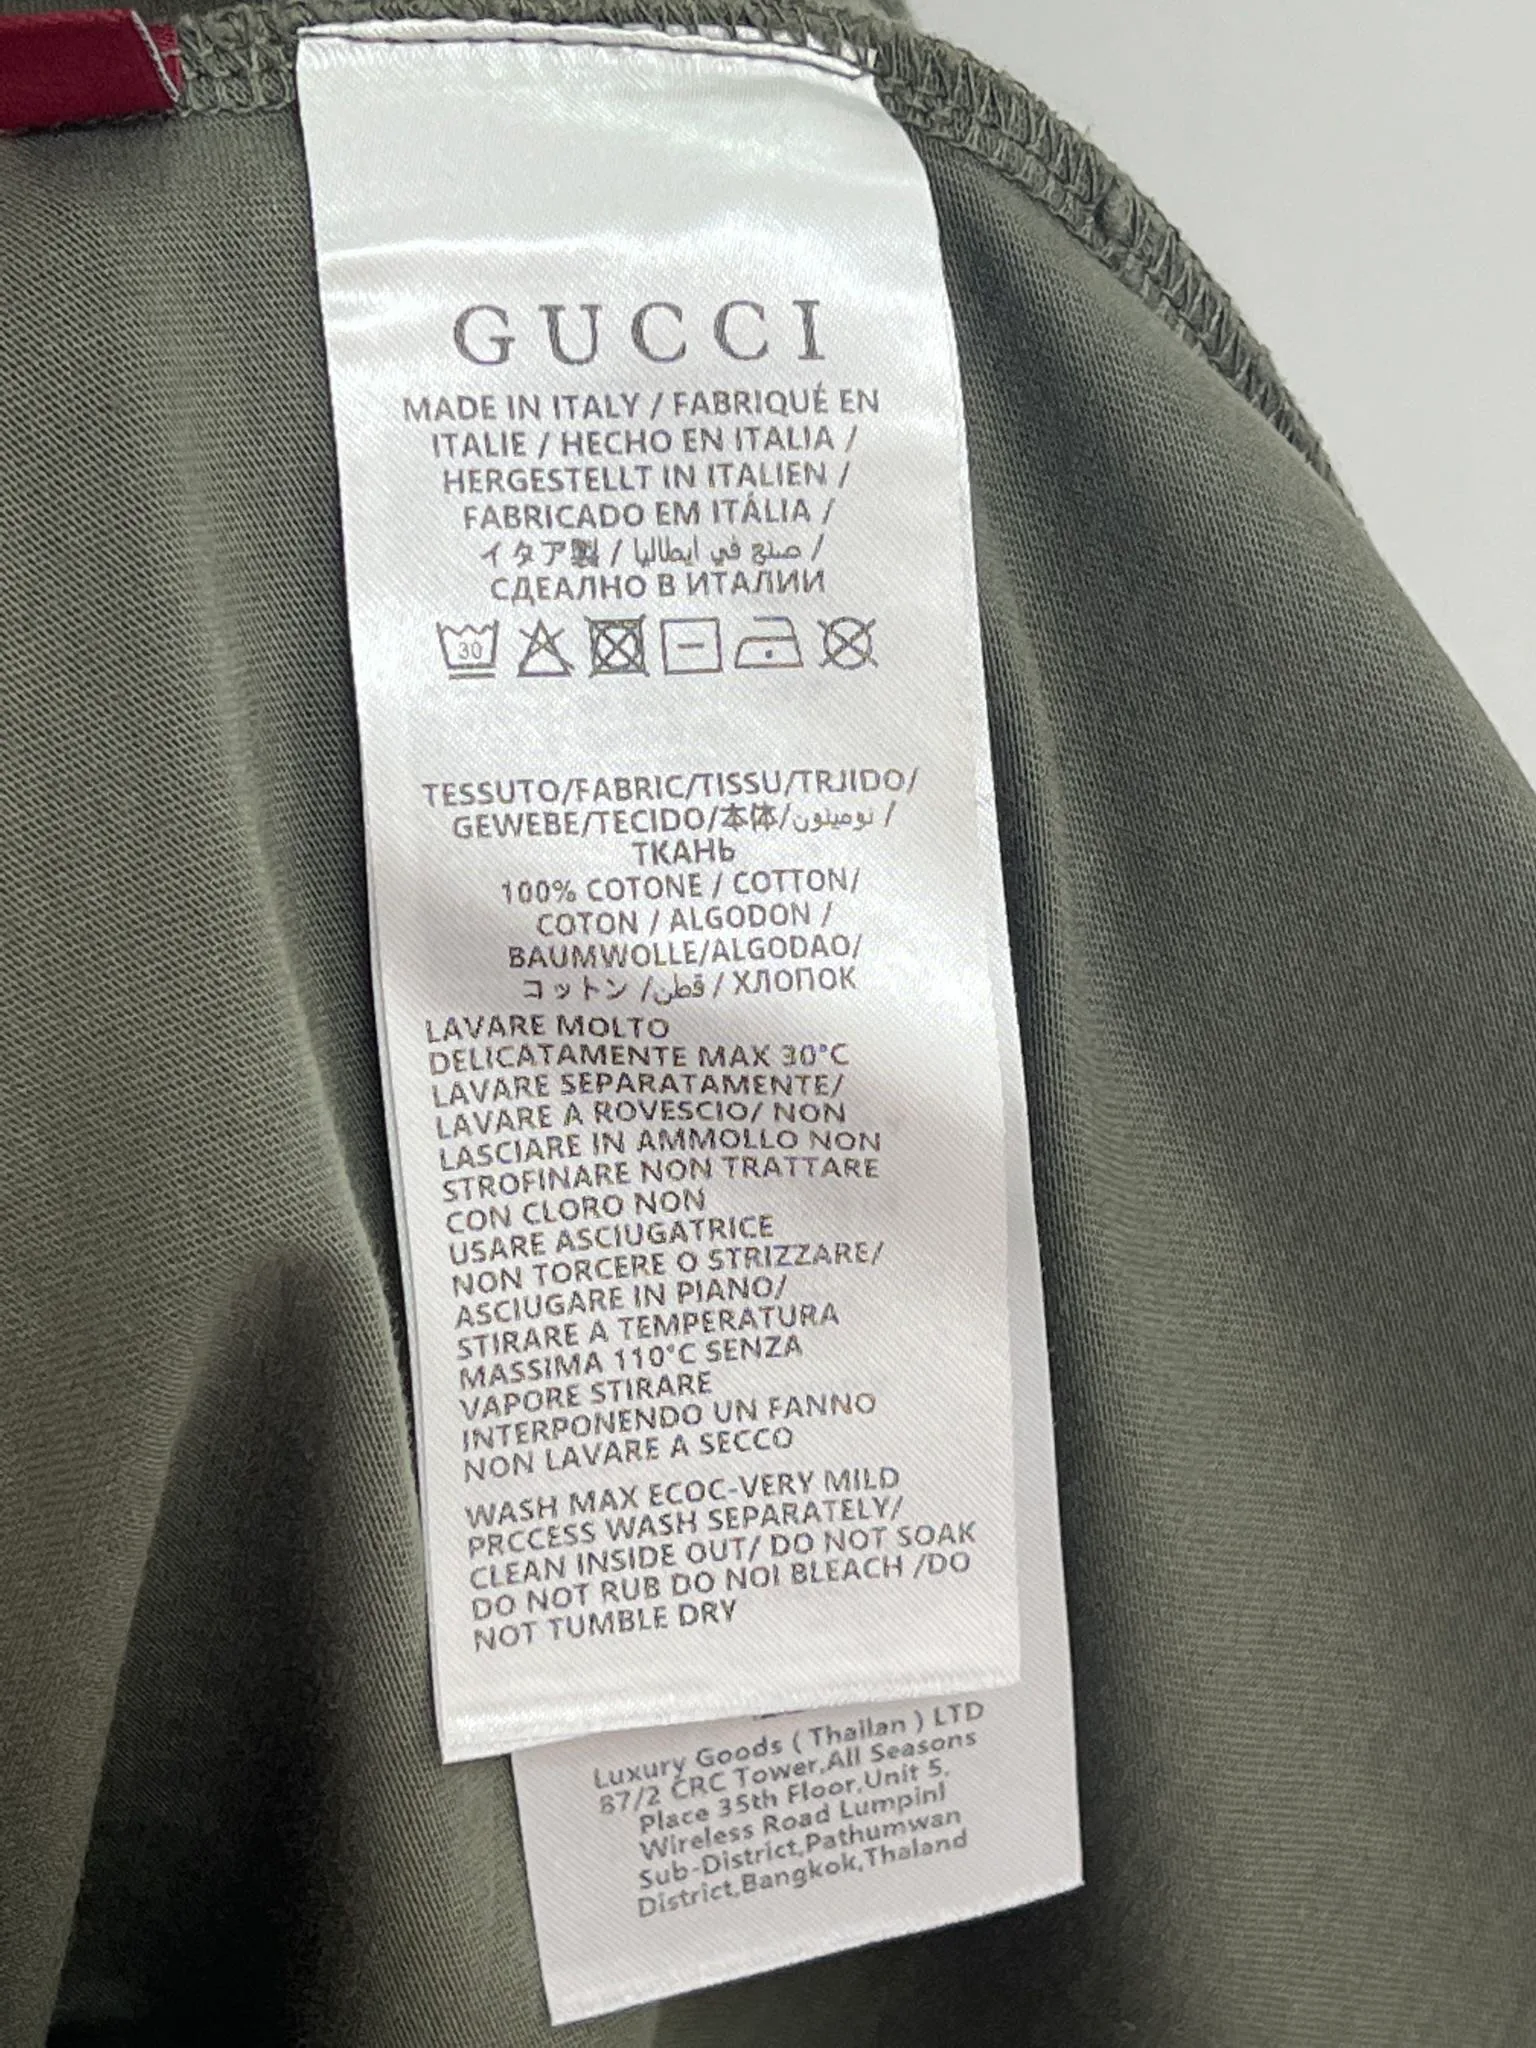 GUCCI
MADE IN ITALY / FABRIQUÉ EN
ITALIE / HECHO EN ITALIA /
HERGESTELLT IN ITALIEN /
FABRICADO EM ITÁLIA /
イタア製 / صنع في ايطاليا /
СДЕАЛНО В ИТАЛИИ
30
TESSUTO/FABRIC/TISSU/TRJIDO/
GEWEBE/TECIDO/本体/نومينون /
ТКАНЬ
100% COTONE / COTTON/
COTON / ALGODON /
BAUMWOLLE/ALGODAO/
コットン /قطن / ХЛОПОК
LAVARE MOLTO
DELICATAMENTE MAX 30°C
LAVARE SEPARATAMENTE/
LAVARE A ROVESCIO/ NON
LASCIARE IN AMMOLLO NON
STROFINARE NON TRATTARE
CON CLORO NON
USARE ASCIUGATRICE
NON TORCERE O STRIZZARE/
ASCIUGARE IN PIANO/
STIRARE A TEMPERATURA
MASSIMA 110°C SENZA
VAPORE STIRARE
INTERPONENDO UN FANNO
NON LAVARE A SECCO
WASH MAX ECOC-VERY MILD
PRCCESS WASH SEPARATELY/
CLEAN INSIDE OUT/ DO NOT SOAK
DO NOT RUB DO NOI BLEACH /DO
NOT TUMBLE DRY
Luxury Goods ( Thailan ) LTD
87/2 CRC Tower,All Seasons
Place 35th Floor,Unit 5,
Wireless Road Lumpinl
Sub-District,Pathumwan
District,Bangkok,Thaland